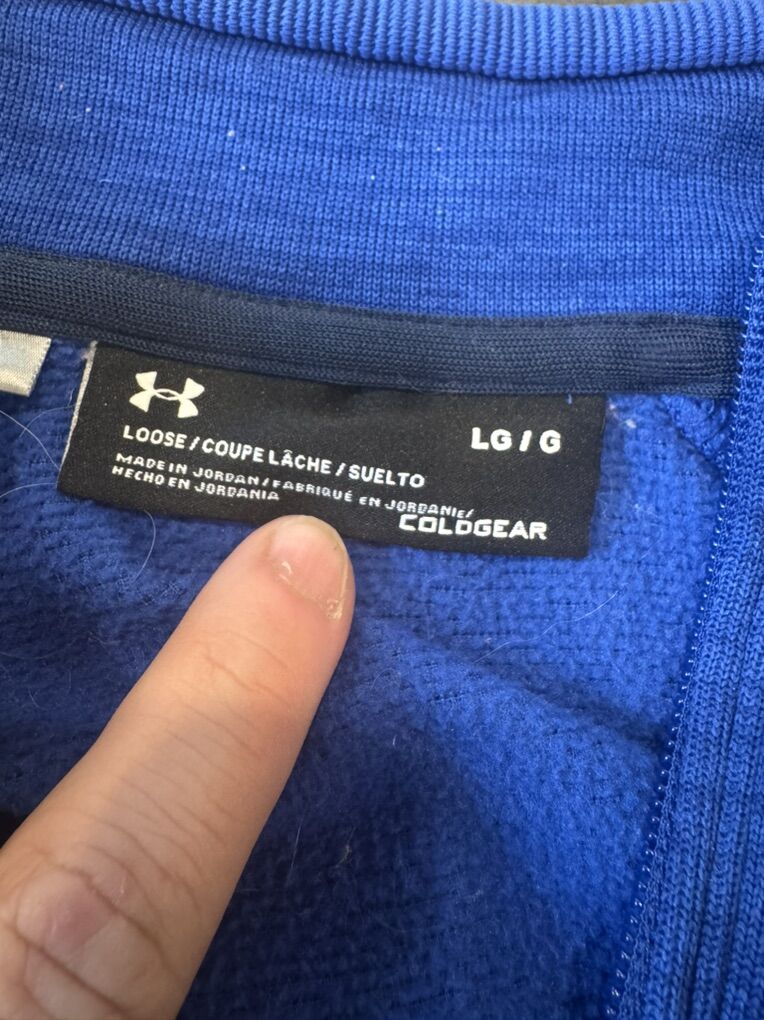 LOOSE / COUPE LÂCHE / SUELTO
LG / G
MADE IN JORDAN / FABRIQUÉ EN JORDANIE/
HECHO EN JORDANIA
COLDGEAR